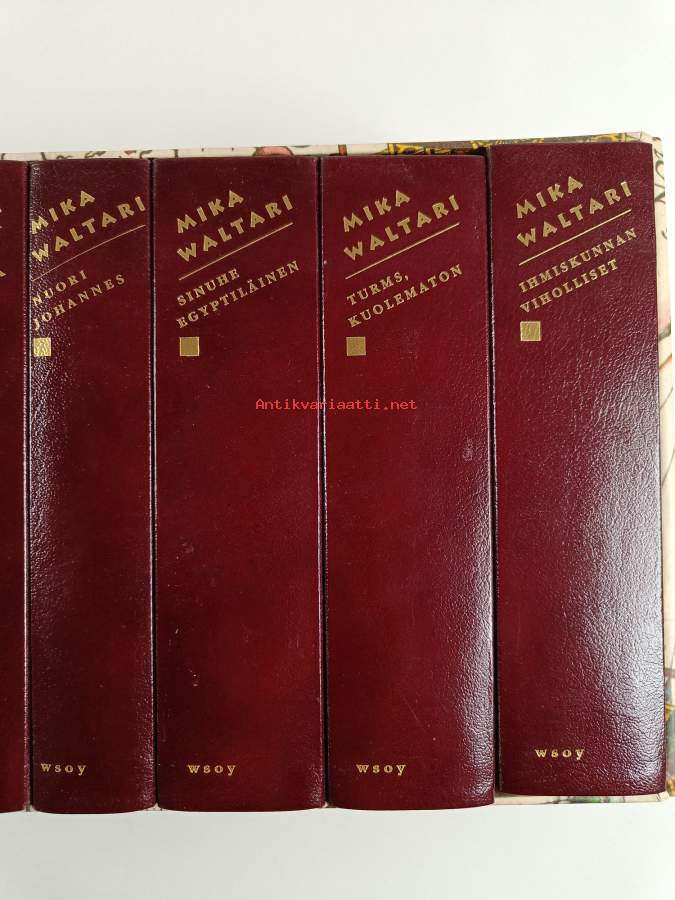 MIKA
WALTARI
NUORI
JOHANNES
wsoy
MIKA
WALTARI
SINUHE
EGYPTILÄINEN
wsoy
MIKA
WALTARI
TURMS,
KUOLEMATON
wsoy
MIKA
WALTARI
IHMISKUNNAN
VIHOLLISET
wsoy
Antikvariaatti.net